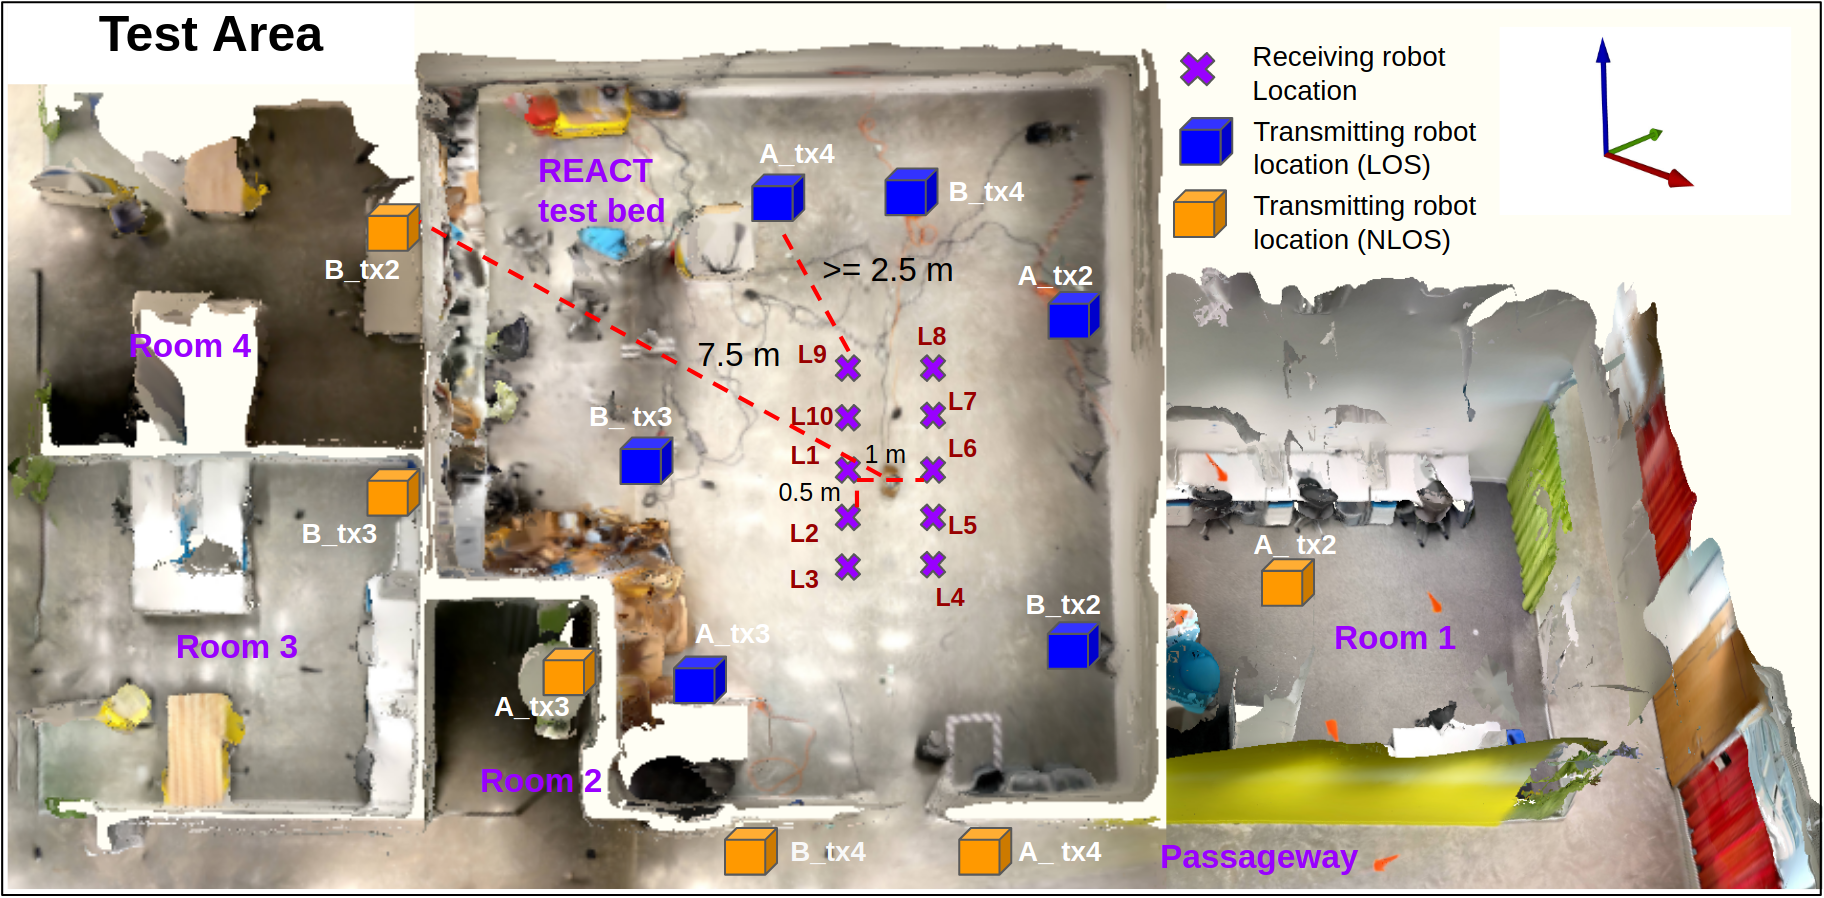 Test Area
Receiving robot
Location
Transmitting robot
location (LOS)
Transmitting robot
location (NLOS)
A_tx4
REACT
test bed
B_tx4
B_tx2
>= 2.5 m
A_tx2
Room 4
7.5 m
L9
L8
B_ tx3
L10
L7
L1
1 m
L6
0.5 m
B_tx3
L2
L5
A_ tx2
L3
L4
B_tx2
Room 3
A_tx3
Room 1
A_tx3
Room 2
B_tx4
A_ tx4
Passageway